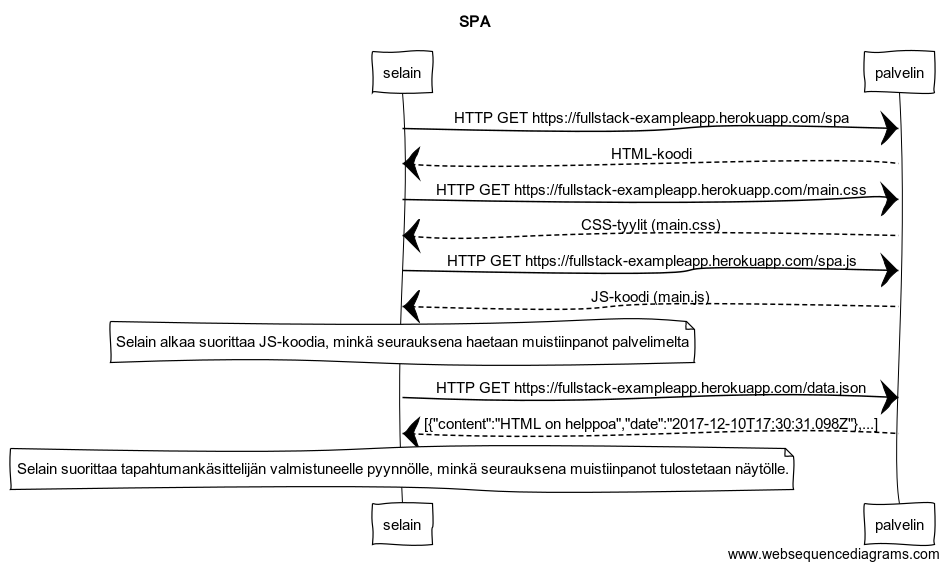 SPA
selain
palvelin
HTTP GET https://fullstack-exampleapp.herokuapp.com/spa
HTML-koodi
HTTP GET https://fullstack-exampleapp.herokuapp.com/main.css
CSS-tyylit (main.css)
HTTP GET https://fullstack-exampleapp.herokuapp.com/spa.js
JS-koodi (main.js)
Selain alkaa suorittaa JS-koodia, minkä seurauksena haetaan muistiinpanot palvelimelta
HTTP GET https://fullstack-exampleapp.herokuapp.com/data.json
[{"content":"HTML on helppoa","date":"2017-12-10T17:30:31.098Z"},...]
Selain suorittaa tapahtumankäsittelijän valmistuneelle pyynnölle, minkä seurauksena muistiinpanot tulostetaan näytölle.
selain
palvelin
www.websequencediagrams.com